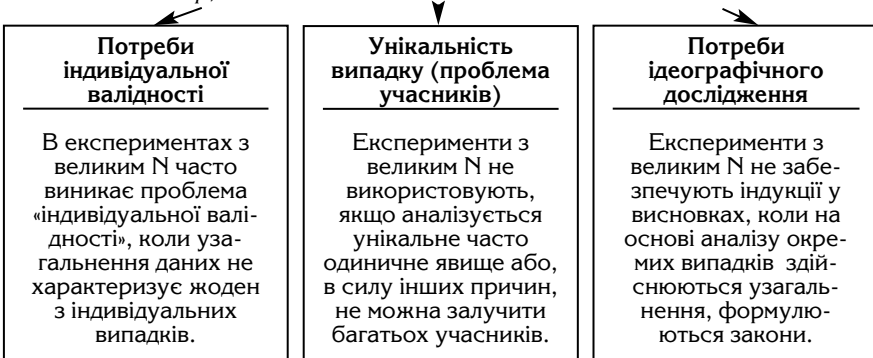 Потреби
індивідуальної
валідності
В експериментах з
великим N часто
виникає проблема
«індивідуальної валі-
дності», коли уза-
гальнення даних не
характеризує жоден
з індивідуальних
випадків.
Унікальність
випадку (проблема
учасників)
Експерименти з
великим N не
використовують,
якщо аналізується
унікальне часто
одиничне явище або,
в силу інших причин,
не можна залучити
багатьох учасників.
Потреби
ідеографічного
дослідження
Експерименти з
великим N не забе-
зпечують індукції у
висновках, коли на
основі аналізу окре-
мих випадків здій-
снюються узагаль-
нення, формулю-
ються закони.